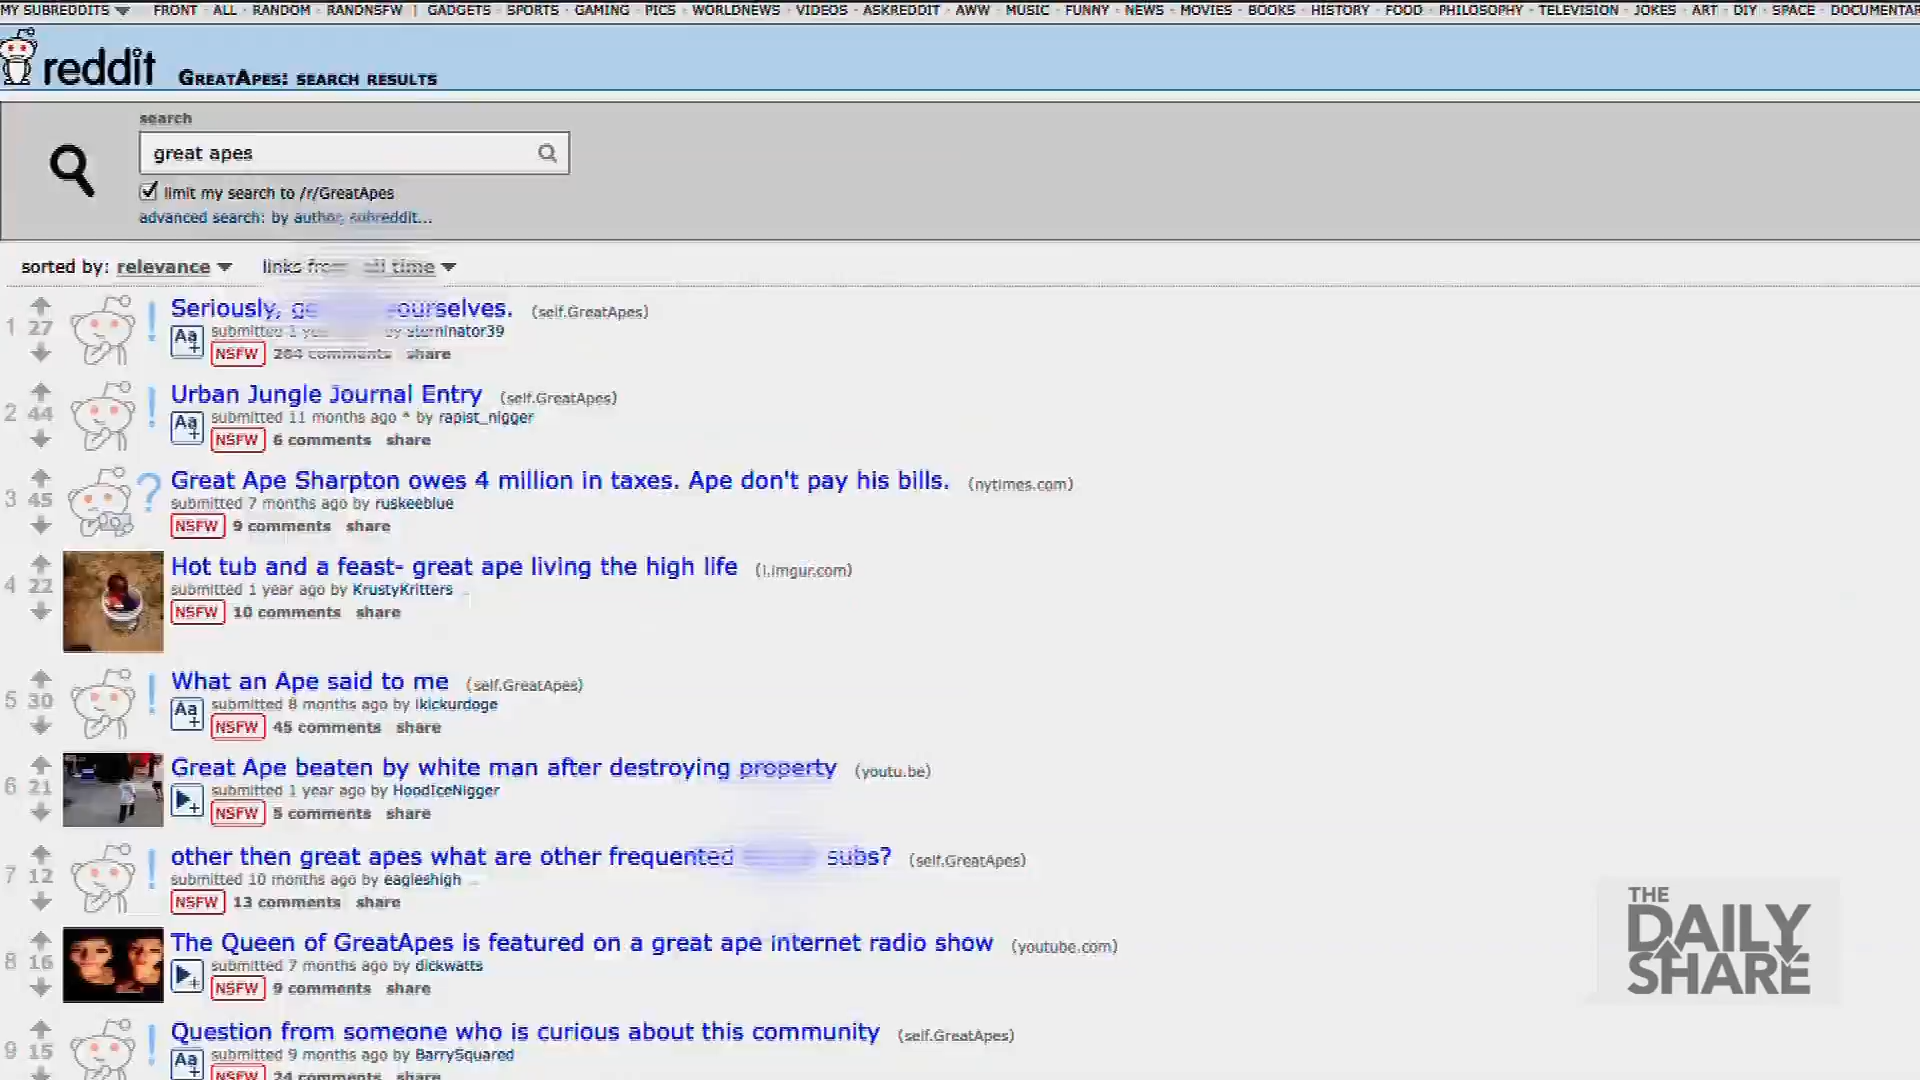 MY SUBREDDITS FRONT - ALL - RANDOM - RANDNSFW | GADGETS - SPORTS - GAMING - PICS - WORLDNEWS - VIDEOS - ASKREDDIT - AWW - MUSIC - FUNNY - NEWS - MOVIES - BOOKS - HISTORY - FOOD - PHILOSOPHY - TELEVISION - JOKES - ART - DIY - SPACE - DOCUMENTAR
reddit GREATAPES: SEARCH RESULTS
search
great apes
limit my search to /r/GreatApes
advanced search: by author, subreddit...
sorted by: relevance links from all time
1 27 Seriously, ourselves. (self.GreatApes)
submitted 1 by sterminator39
NSFW 264 comments share
2 44 Urban Jungle Journal Entry (self.GreatApes)
submitted 11 months ago * by rapist_nigger
NSFW 6 comments share
3 45 Great Ape Sharpton owes 4 million in taxes. Ape don't pay his bills. (nytimes.com)
submitted 7 months ago by ruskeeblue
NSFW 9 comments share
4 22 Hot tub and a feast- great ape living the high life (i.imgur.com)
submitted 1 year ago by KrustyKritters
NSFW 10 comments share
5 30 What an Ape said to me (self.GreatApes)
submitted 8 months ago by ikickurdoge
NSFW 45 comments share
6 21 Great Ape beaten by white man after destroying property (youtu.be)
submitted 1 year ago by HoodIceNigger
NSFW 5 comments share
7 12 other then great apes what are other frequented subs? (self.GreatApes)
submitted 10 months ago by eagleshigh
NSFW 13 comments share
8 16 The Queen of GreatApes is featured on a great ape internet radio show (youtube.com)
submitted 7 months ago by dickwatts
NSFW 9 comments share
9 15 Question from someone who is curious about this community (self.GreatApes)
submitted 9 months ago by BarrySquared
NSFW 24 comments share
THE
DAILY
SHARE